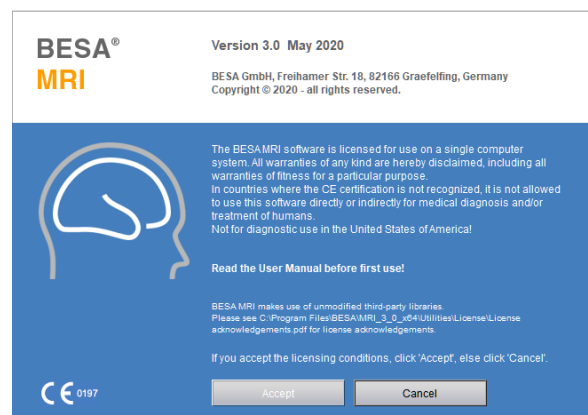 BESA®
MRI
Version 3.0 May 2020
BESA GmbH, Freihamer Str. 18, 82166 Graefelfing, Germany
Copyright © 2020 - all rights reserved.
The BESA MRI software is licensed for use on a single computer
system. All warranties of any kind are hereby disclaimed, including all
warranties of fitness for a particular purpose.
In countries where the CE certification is not recognized, it is not allowed
to use this software directly or indirectly for medical diagnosis and/or
treatment of humans.
Not for diagnostic use in the United States of America!
Read the User Manual before first use!
BESA MRI makes use of unmodified third-party libraries.
Please see C:\Program Files\BESA\MRI_3_0_x64\Utilities\License\License
acknowledgements.pdf for license acknowledgements.
If you accept the licensing conditions, click 'Accept', else click 'Cancel'.
CE 0197
Accept
Cancel